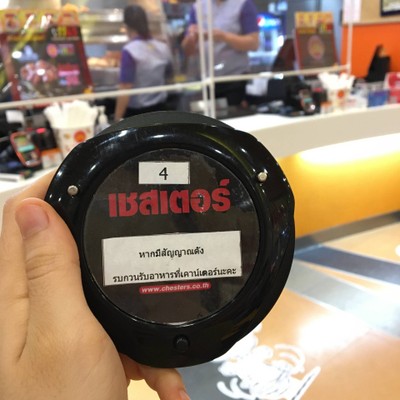 4
เชสเตอร์
หากมีสัญญาณดัง
รบกวนรับอาหารที่เคาน์เตอร์นะคะ
www.chesters.co.th